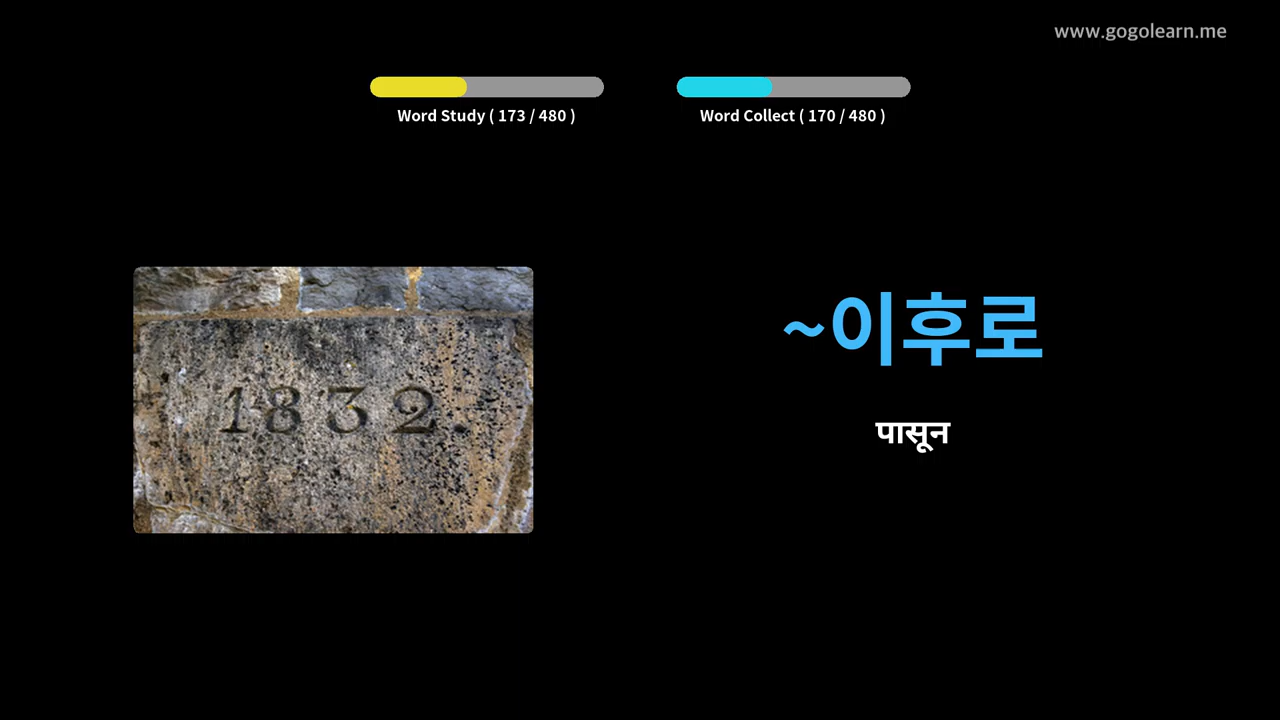 www.gogolearn.me
Word Study ( 173 / 480 )
Word Collect ( 170 / 480 )
1832.
~이후로
पासून